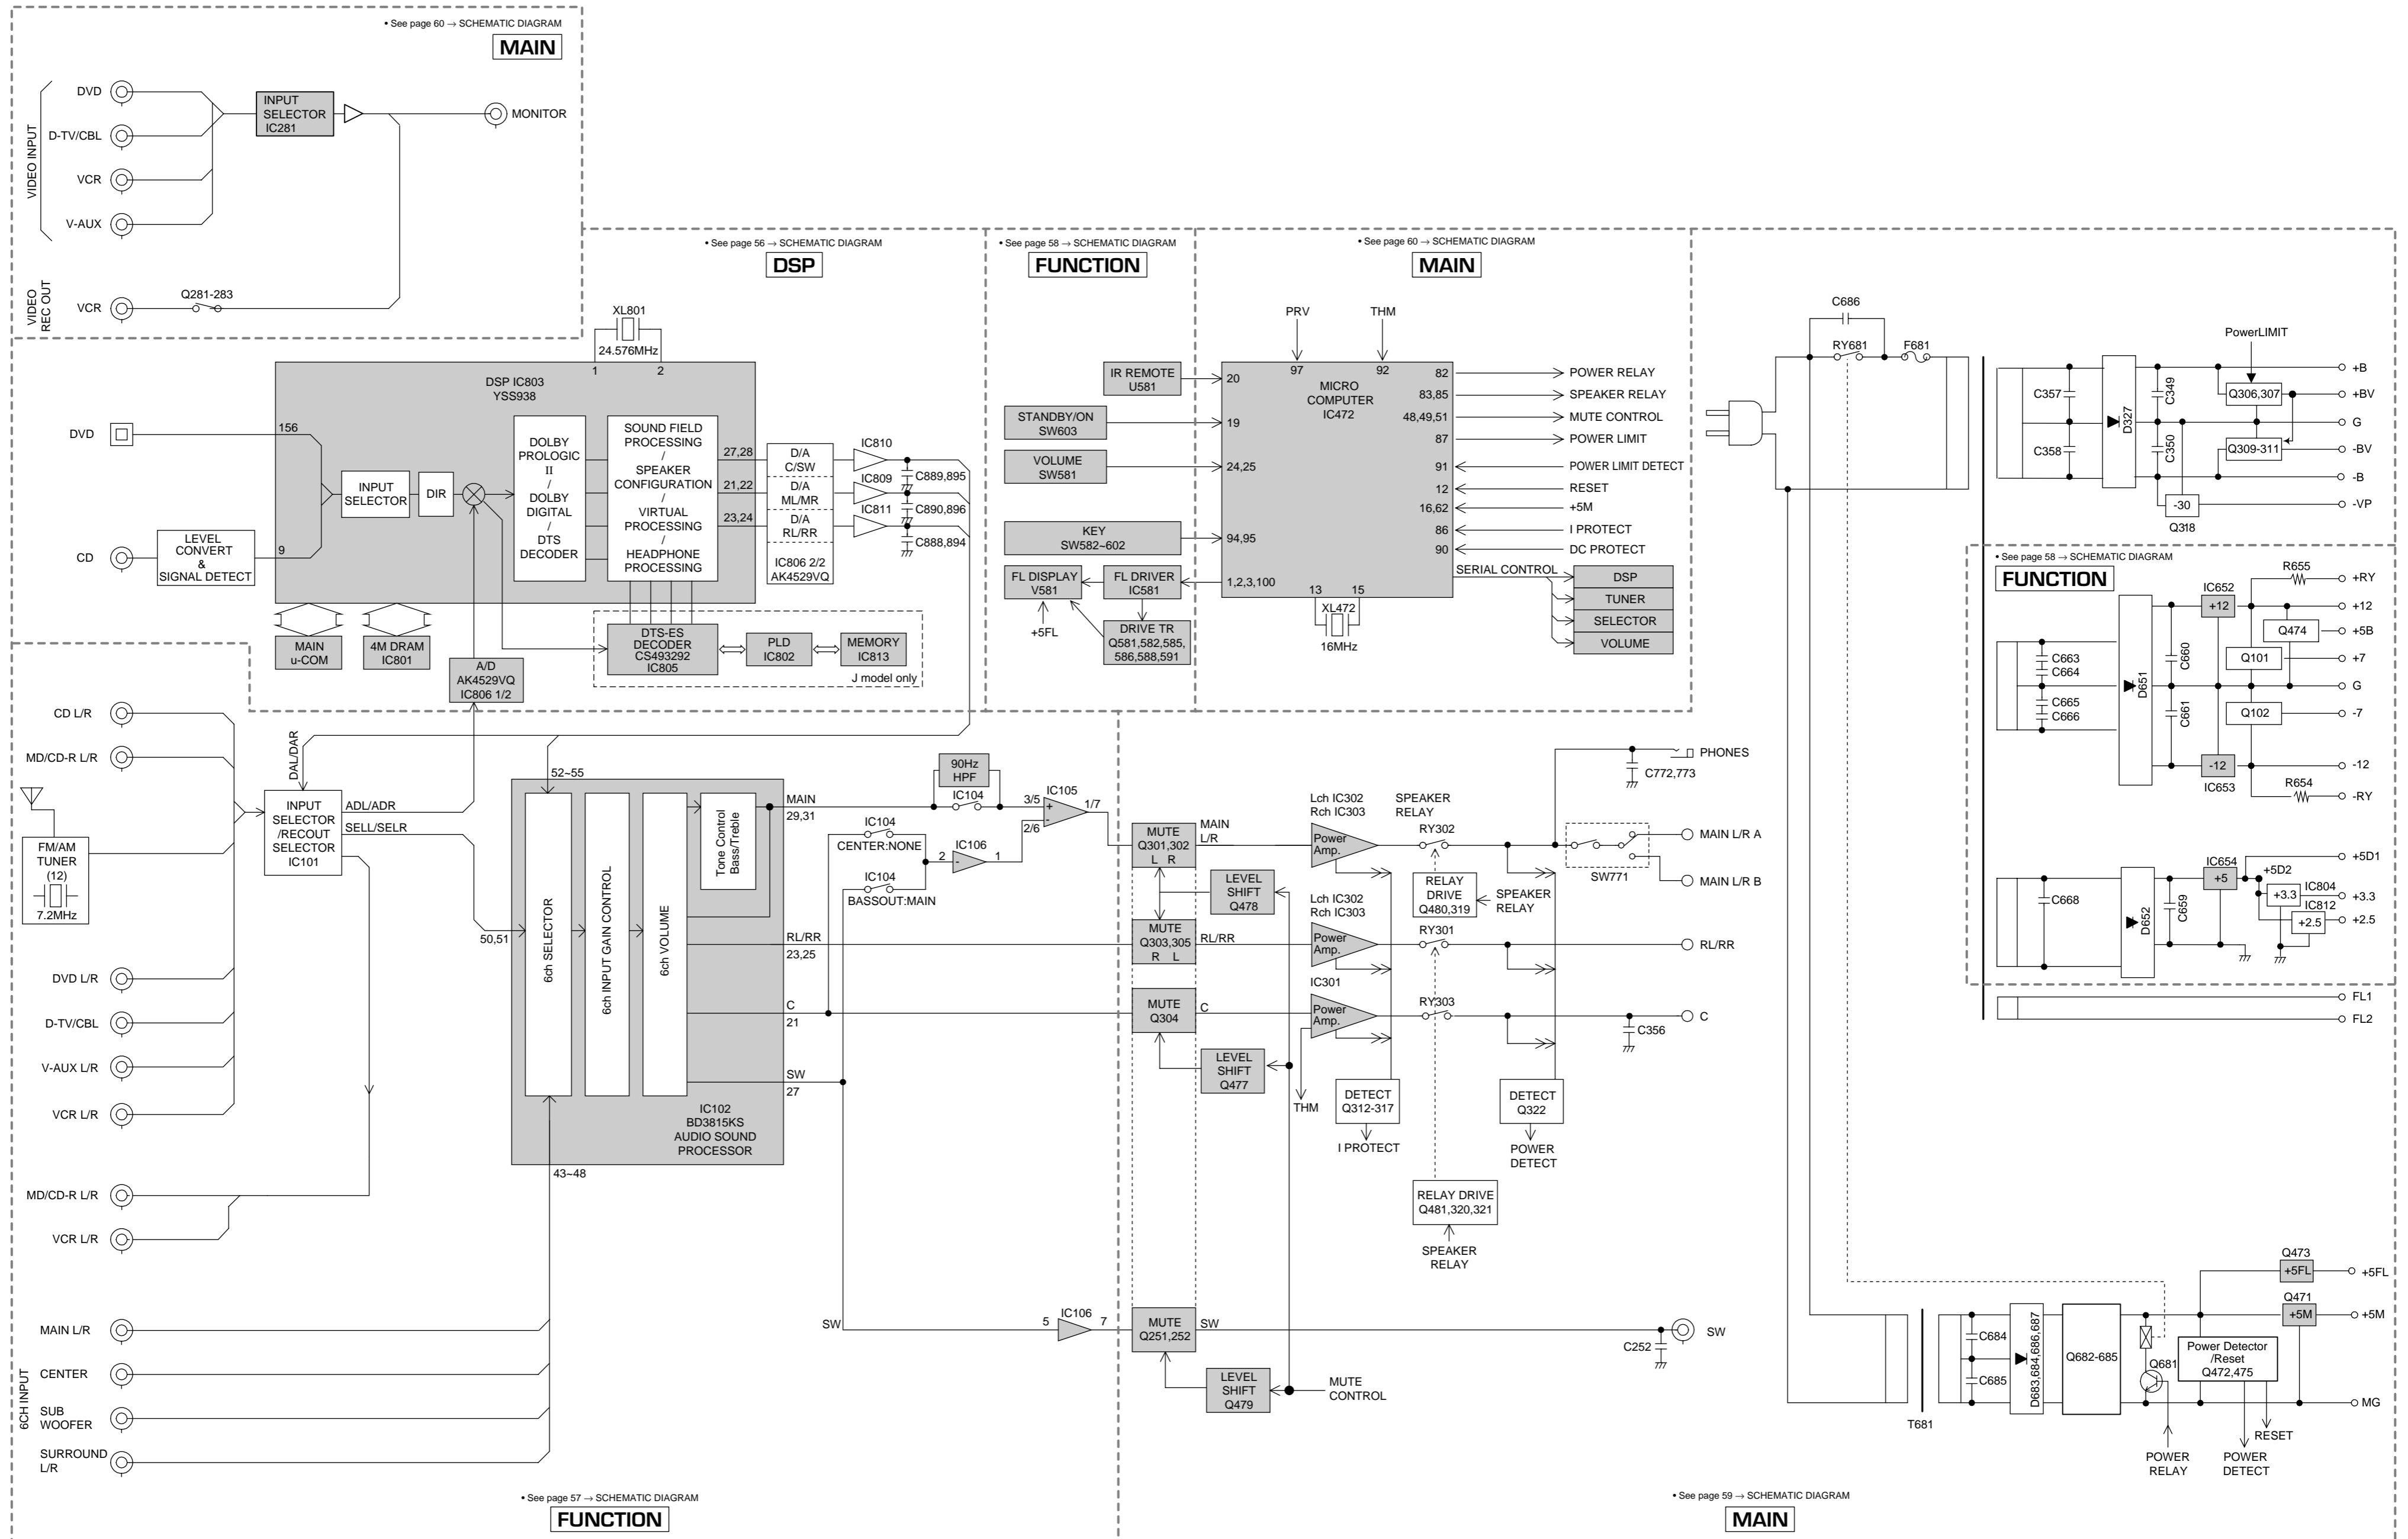 • See page 60 → SCHEMATIC DIAGRAM
MAIN
VIDEO INPUT
DVD
D-TV/CBL
VCR
V-AUX
INPUT
SELECTOR
IC281
MONITOR
VIDEO
REC OUT
VCR
Q281-283
• See page 56 → SCHEMATIC DIAGRAM
DSP
XL801
24.576MHz
1
2
DSP IC803
YSS938
DVD
156
CD
LEVEL
CONVERT
&
SIGNAL DETECT
9
INPUT
SELECTOR
DIR
DOLBY
PROLOGIC
II
/
DOLBY
DIGITAL
/
DTS
DECODER
SOUND FIELD
PROCESSING
/
SPEAKER
CONFIGURATION
/
VIRTUAL
PROCESSING
/
HEADPHONE
PROCESSING
27,28
21,22
23,24
D/A
C/SW
D/A
ML/MR
D/A
RL/RR
IC806 2/2
AK4529VQ
IC810
C889,895
IC809
C890,896
IC811
C888,894
MAIN
u-COM
4M DRAM
IC801
A/D
AK4529VQ
IC806 1/2
DTS-ES
DECODER
CS493292
IC805
PLD
IC802
MEMORY
IC813
J model only
• See page 58 → SCHEMATIC DIAGRAM
FUNCTION
IR REMOTE
U581
STANDBY/ON
SW603
VOLUME
SW581
KEY
SW582~602
FL DISPLAY
V581
FL DRIVER
IC581
+5FL
DRIVE TR
Q581,582,585,
586,588,591
• See page 60 → SCHEMATIC DIAGRAM
MAIN
PRV
THM
97
92
MICRO
COMPUTER
IC472
20
19
24,25
94,95
1,2,3,100
13
15
XL472
16MHz
82
POWER RELAY
83,85
SPEAKER RELAY
48,49,51
MUTE CONTROL
87
POWER LIMIT
91
POWER LIMIT DETECT
12
RESET
16,62
+5M
86
I PROTECT
90
DC PROTECT
SERIAL CONTROL
DSP
TUNER
SELECTOR
VOLUME
CD L/R
MD/CD-R L/R
FM/AM
TUNER
(12)
7.2MHz
DVD L/R
D-TV/CBL
V-AUX L/R
VCR L/R
MD/CD-R L/R
VCR L/R
6CH INPUT
MAIN L/R
CENTER
SUB
WOOFER
SURROUND
L/R
DAL/DAR
INPUT
SELECTOR
/RECOUT
SELECTOR
IC101
ADL/ADR
SELL/SELR
50,51
52~55
43~48
6ch SELECTOR
6ch INPUT GAIN CONTROL
6ch VOLUME
Tone Control
Bass/Treble
IC102
BD3815KS
AUDIO SOUND
PROCESSOR
MAIN
29,31
RL/RR
23,25
C
21
SW
27
90Hz
HPF
IC104
IC104
CENTER:NONE
IC104
BASSOUT:MAIN
2
IC106
1
IC105
3/5
+
2/6
-
1/7
SW
5
IC106
7
MUTE
Q301,302
L R
MAIN
L/R
LEVEL
SHIFT
Q478
MUTE
Q303,305
R L
RL/RR
MUTE
Q304
C
LEVEL
SHIFT
Q477
MUTE
Q251,252
SW
LEVEL
SHIFT
Q479
MUTE
CONTROL
Lch IC302
Rch IC303
Power
Amp.
SPEAKER
RELAY
RY302
RELAY
DRIVE
Q480,319
SPEAKER
RELAY
Lch IC302
Rch IC303
Power
Amp.
RY301
IC301
Power
Amp.
RY303
THM
DETECT
Q312-317
I PROTECT
DETECT
Q322
POWER
DETECT
RELAY DRIVE
Q481,320,321
SPEAKER
RELAY
PHONES
C772,773
SW771
MAIN L/R A
MAIN L/R B
RL/RR
C
C356
C252
SW
C686
RY681
F681
PowerLIMIT
C357
C358
D327
C349
C350
Q306,307
Q309-311
-30
Q318
+B
+BV
G
-BV
-B
-VP
• See page 58 → SCHEMATIC DIAGRAM
FUNCTION
C663
C664
C665
C666
D651
C660
C661
IC652
+12
R655
Q474
Q101
Q102
-12
IC653
R654
+RY
+12
+5B
+7
G
-7
-12
-RY
C668
D652
C659
IC654
+5
+5D2
+3.3
IC804
+2.5
IC812
+5D1
+3.3
+2.5
FL1
FL2
T681
C684
C685
D683,684,686,687
Q682-685
Q681
Power Detector
/Reset
Q472,475
Q473
+5FL
+5FL
Q471
+5M
+5M
MG
RESET
POWER
RELAY
POWER
DETECT
• See page 57 → SCHEMATIC DIAGRAM
FUNCTION
• See page 59 → SCHEMATIC DIAGRAM
MAIN